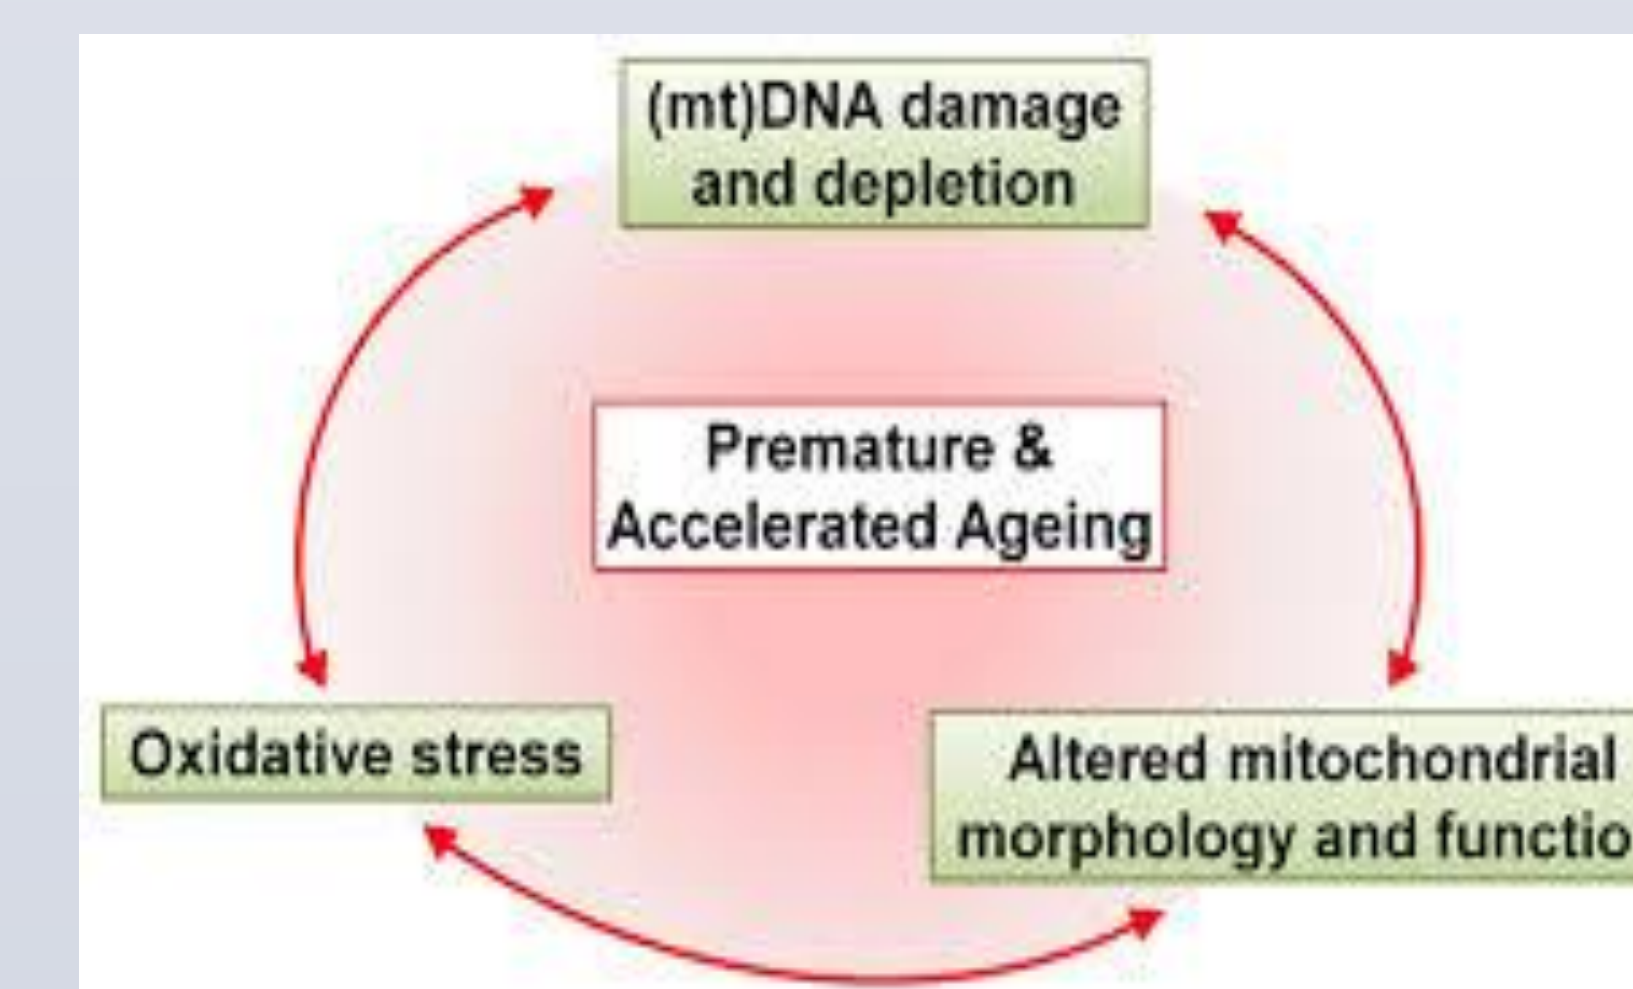 (mt)DNA damage
and depletion
Premature &
Accelerated Ageing
Oxidative stress
Altered mitochondrial
morphology and functio